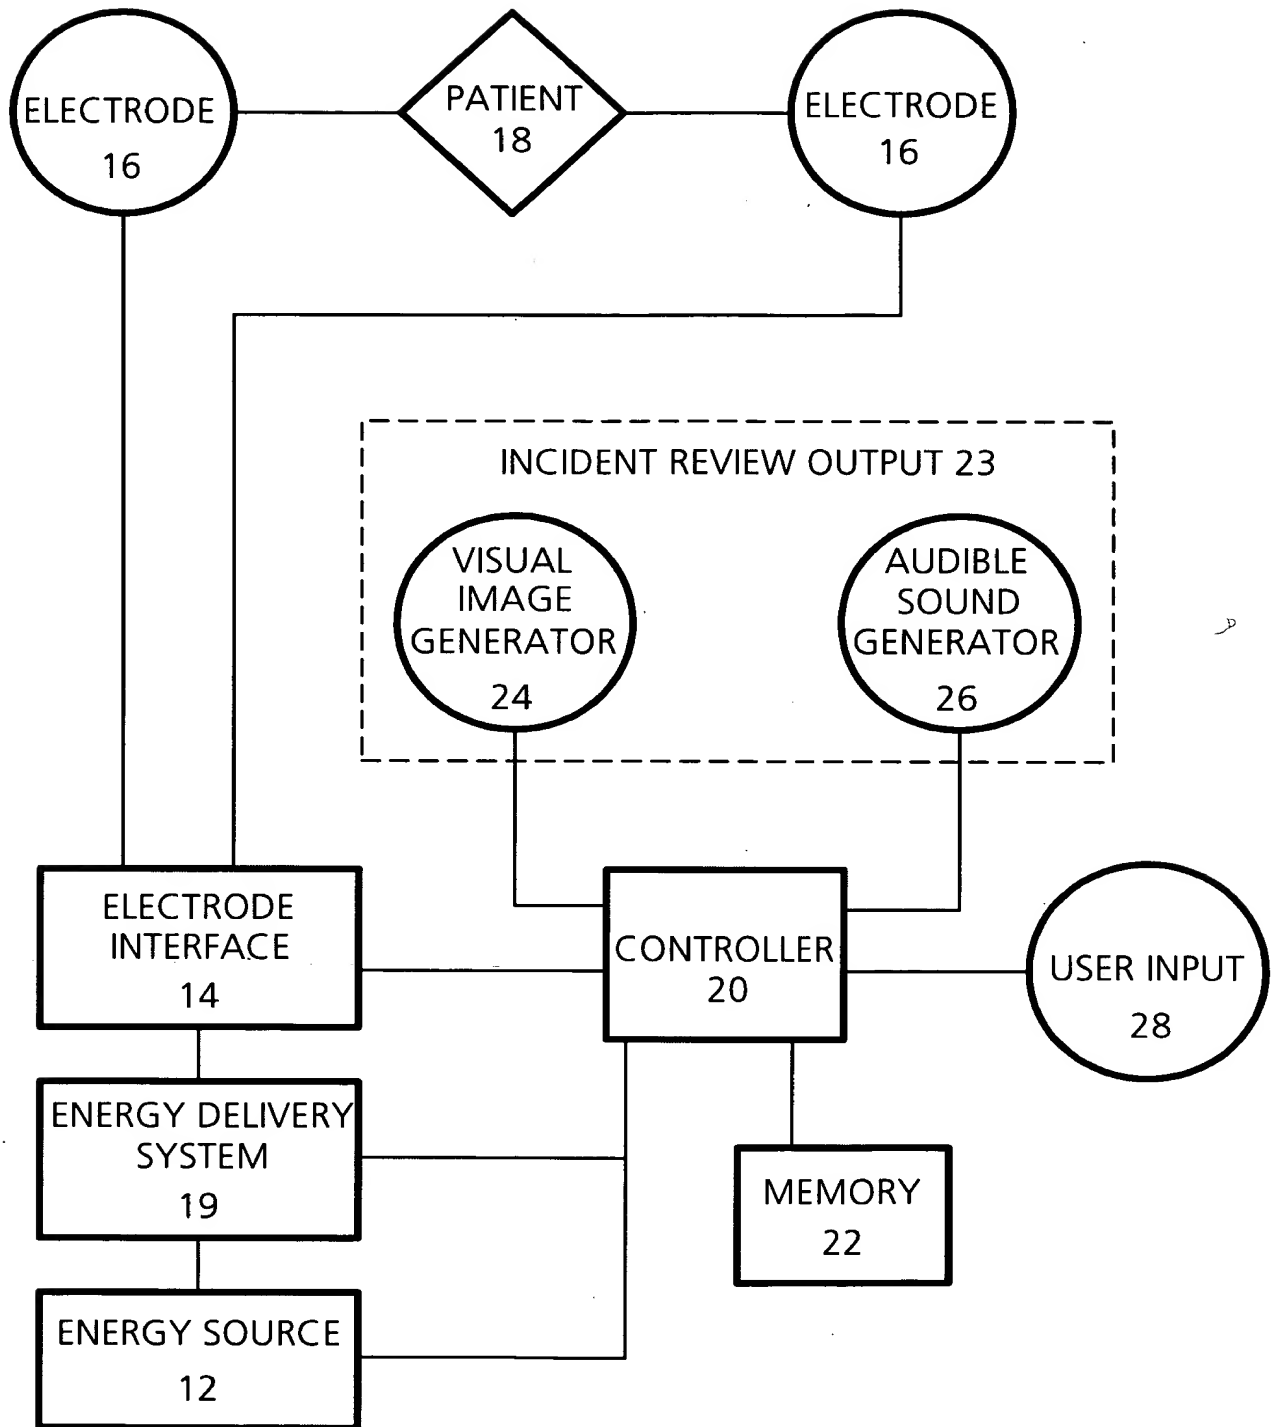 ELECTRODE
16
PATIENT
18
ELECTRODE
16
INCIDENT REVIEW OUTPUT 23
VISUAL
IMAGE
GENERATOR
24
AUDIBLE
SOUND
GENERATOR
26
ELECTRODE
INTERFACE
14
CONTROLLER
20
USER INPUT
28
ENERGY DELIVERY
SYSTEM
19
MEMORY
22
ENERGY SOURCE
12